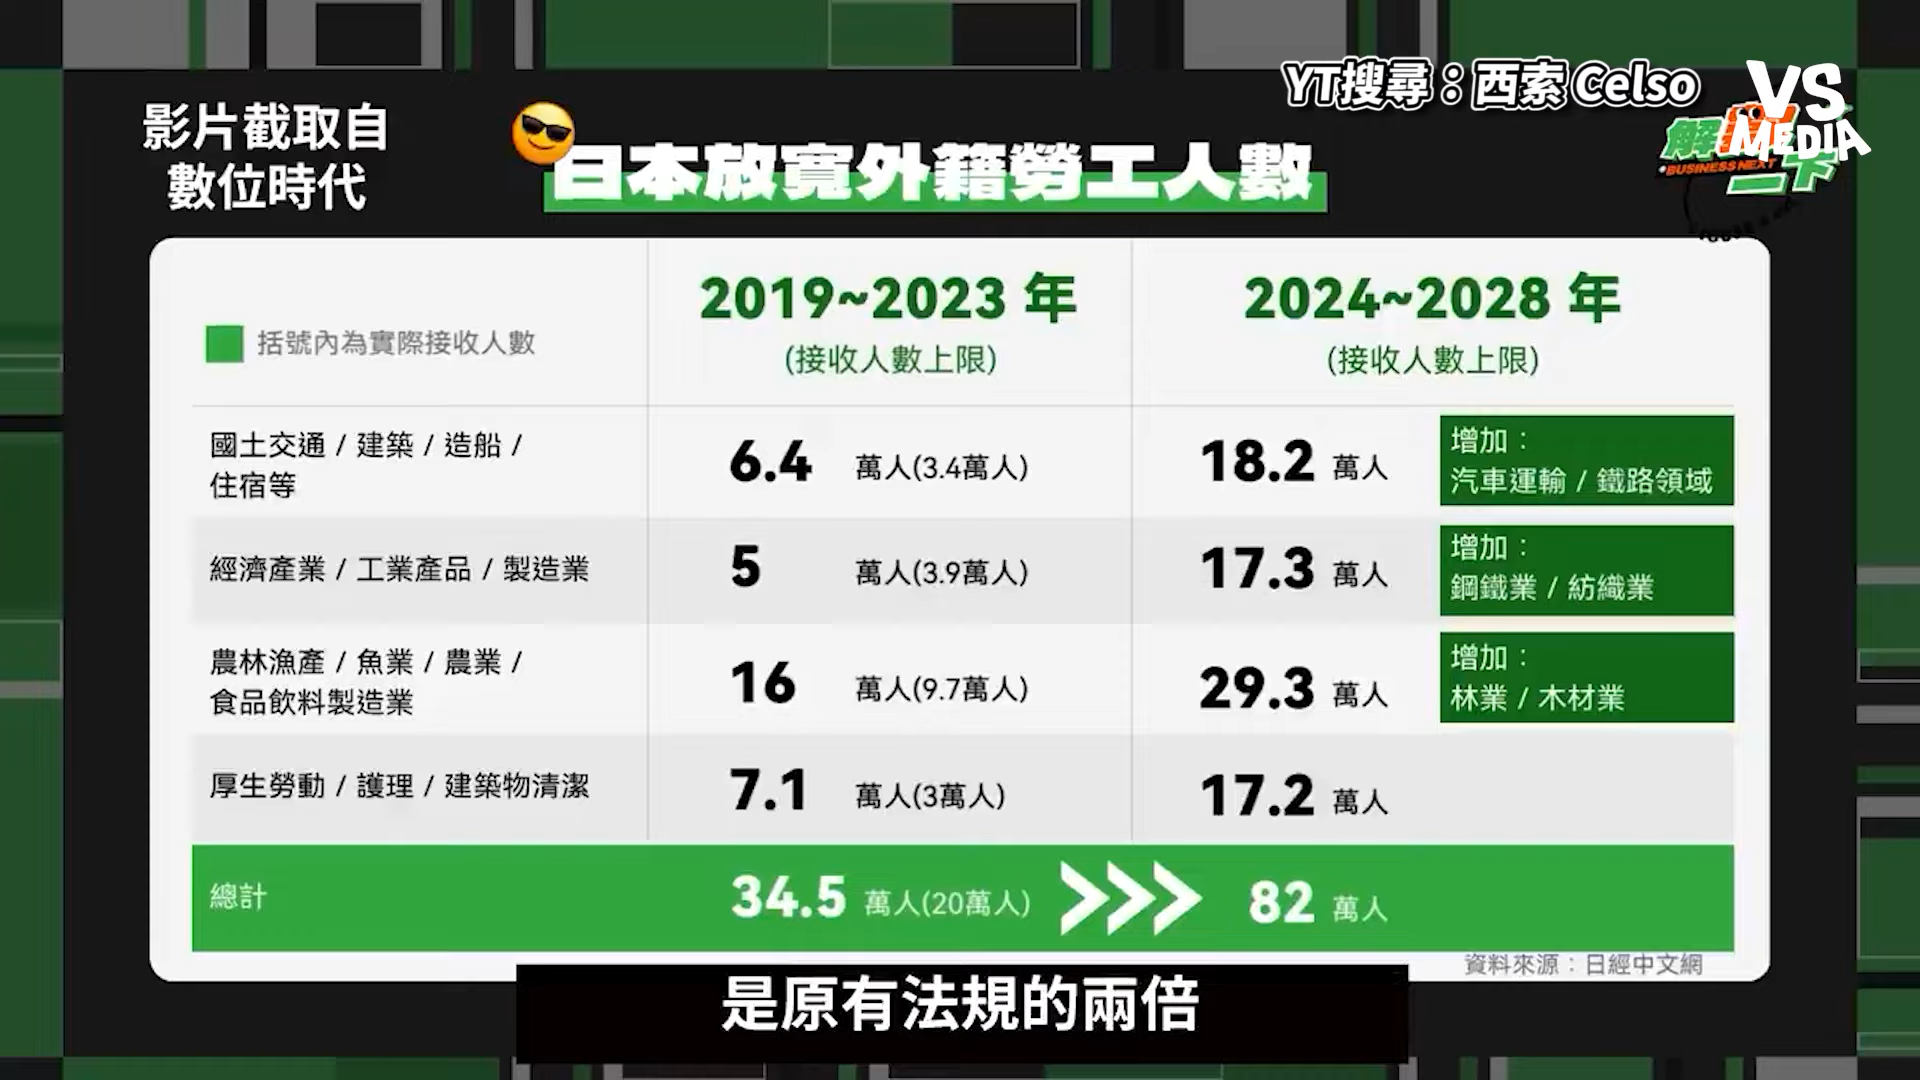 YT搜尋：西索 Celso
VS
MEDIA
影片截取自
數位時代
日本放寬外籍勞工人數
BUSINESS NEXT
括號內為實際接收人數
2019~2023 年
(接收人數上限)
2024~2028 年
(接收人數上限)
國土交通 / 建築 / 造船 /
住宿等
6.4 萬人(3.4萬人)
18.2 萬人
增加：
汽車運輸 / 鐵路領域
經濟產業 / 工業產品 / 製造業
5 萬人(3.9萬人)
17.3 萬人
增加：
鋼鐵業 / 紡織業
農林漁產 / 魚業 / 農業 /
食品飲料製造業
16 萬人(9.7萬人)
29.3 萬人
增加：
林業 / 木材業
厚生勞動 / 護理 / 建築物清潔
7.1 萬人(3萬人)
17.2 萬人
總計
34.5 萬人(20萬人)
82 萬人
資料來源：日經中文網
是原有法規的兩倍